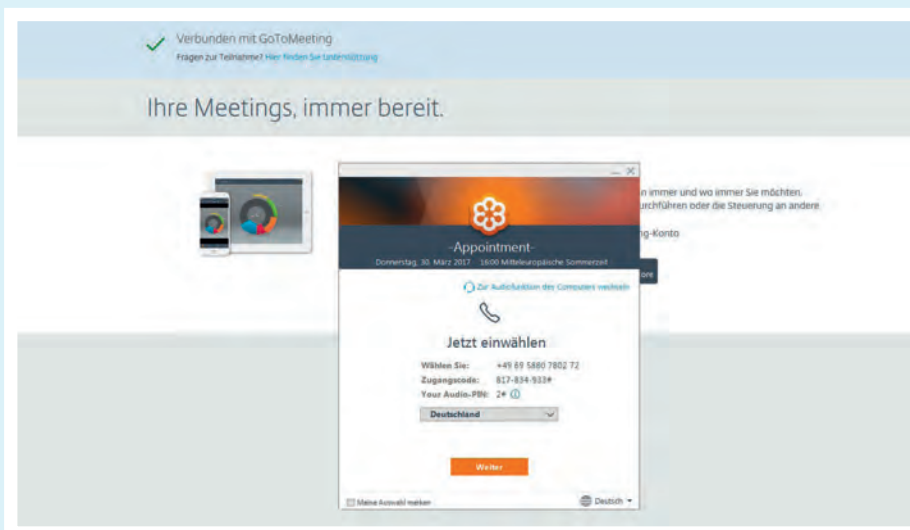 Verbunden mit GoToMeeting
Fragen zur Teilnahme? Hier finden Sie Unterstützung
Ihre Meetings, immer bereit.
n immer und wo immer Sie möchten.
urchführen oder die Steuerung an andere
ng-Konto
-Appointment-
Donnerstag, 30. März 2017 16:00 Mitteleuropäische Sommerzeit
Zur Audiofunktion des Computers wechseln
Jetzt einwählen
Wählen Sie: +49 69 5880 7802 72
Zugangscode: 817-834-933#
Your Audio-PIN: 2#
Deutschland
Weiter
Meine Auswahl merken
Deutsch